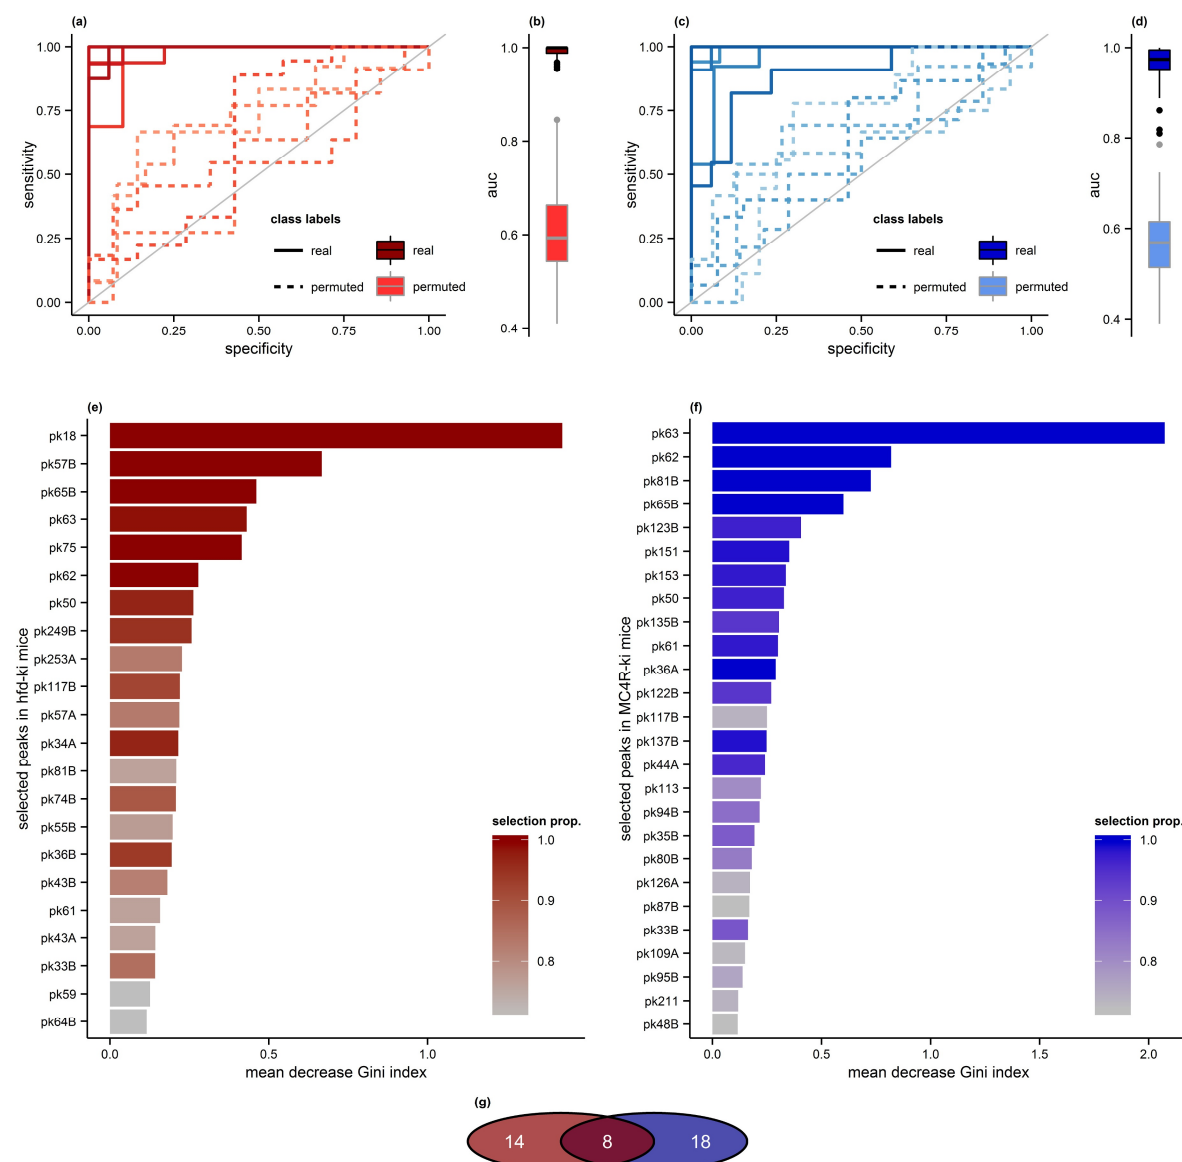 (a)
1.00
0.75
0.50
0.25
0.00
sensitivity
class labels
real
real
permuted
permuted
0.00 0.25 0.50 0.75 1.00
specificity
(b)
1.0
0.8
0.6
0.4
auc
(c)
1.00
0.75
0.50
0.25
0.00
sensitivity
class labels
real
real
permuted
permuted
0.00 0.25 0.50 0.75 1.00
specificity
(d)
1.0
0.8
0.6
0.4
auc
(e)
selected peaks in hfd-ki mice
pk18
pk57B
pk65B
pk63
pk75
pk62
pk50
pk249B
pk253A
pk117B
pk57A
pk34A
pk81B
pk74B
pk55B
pk36B
pk43B
pk61
pk43A
pk33B
pk59
pk64B
selection prop.
1.0
0.9
0.8
0.0 0.5 1.0
mean decrease Gini index
(f)
selected peaks in MC4R-ki mice
pk63
pk62
pk81B
pk65B
pk123B
pk151
pk153
pk50
pk135B
pk61
pk36A
pk122B
pk117B
pk137B
pk44A
pk113
pk94B
pk35B
pk80B
pk126A
pk87B
pk33B
pk109A
pk95B
pk211
pk48B
selection prop.
1.0
0.9
0.8
0.0 0.5 1.0 1.5 2.0
mean decrease Gini index
(g)
14 8 18